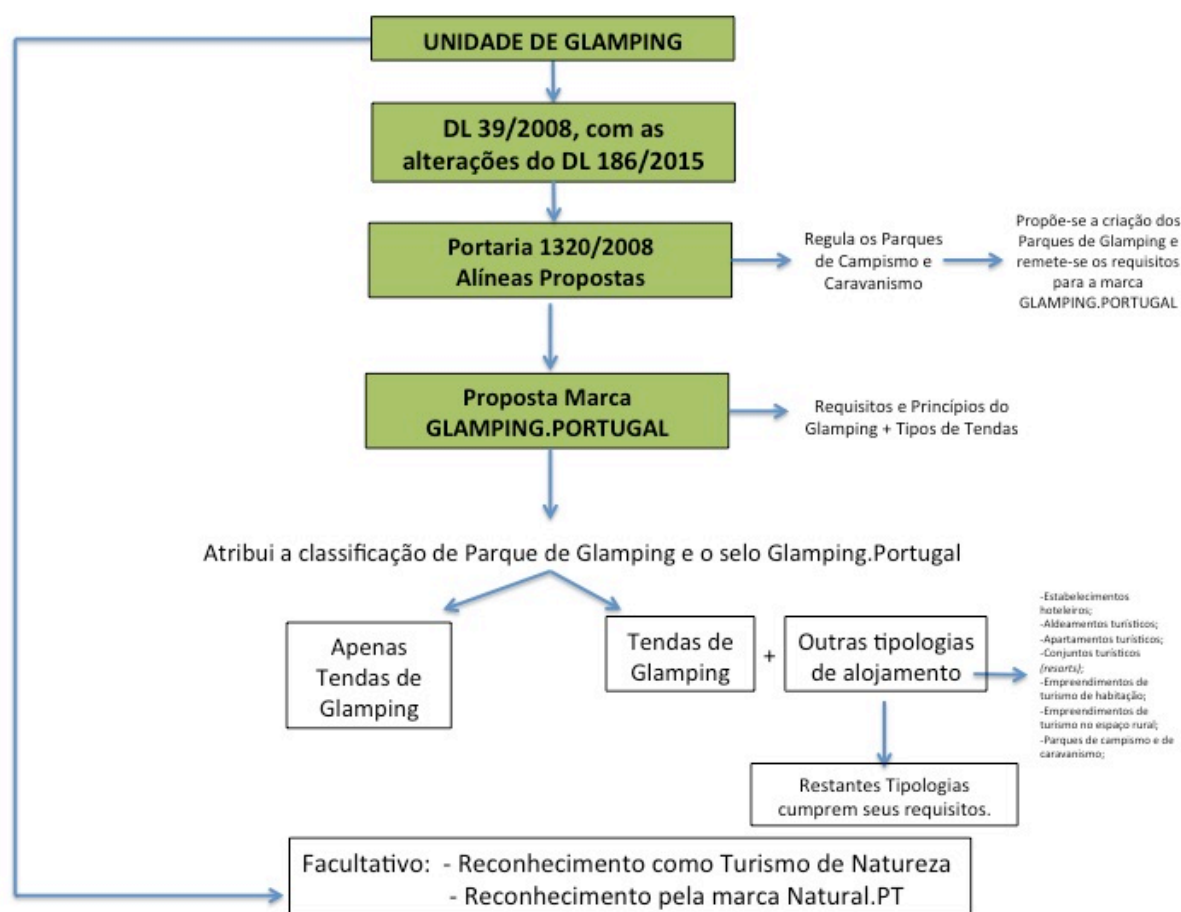 UNIDADE DE GLAMPING
DL 39/2008, com as
alterações do DL 186/2015
Portaria 1320/2008
Alíneas Propostas
Regula os Parques
de Campismo e
Caravanismo
Propõe-se a criação dos
Parques de Glamping e
remete-se os requisitos
para a marca
GLAMPING.PORTUGAL
Proposta Marca
GLAMPING.PORTUGAL
Requisitos e Princípios do
Glamping + Tipos de Tendas
Atribui a classificação de Parque de Glamping e o selo Glamping.Portugal
Apenas
Tendas de
Glamping
Tendas de
Glamping
+
Outras tipologias
de alojamento
-Estabelecimentos
hoteleiros;
-Aldeamentos turísticos;
-Apartamentos turísticos;
-Conjuntos turísticos
(resorts);
-Empreendimentos de
turismo de habitação;
-Empreendimentos de
turismo no espaço rural;
-Parques de campismo e de
caravanismo;
Restantes Tipologias
cumprem seus requisitos.
Facultativo: - Reconhecimento como Turismo de Natureza
- Reconhecimento pela marca Natural.PT